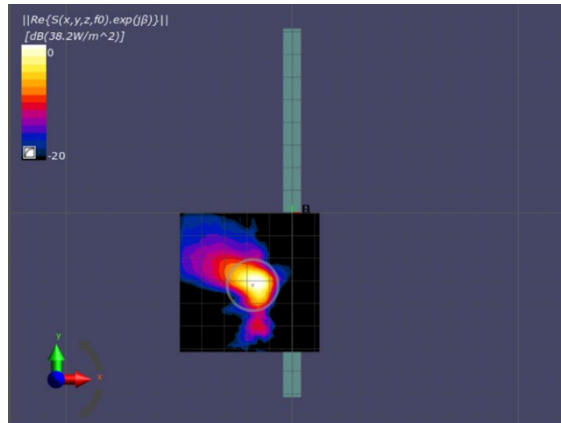 ||Re{S(x,y,z,f0).exp(jβ)}||
[dB(38.2W/m^2)]
0
-20
y
x